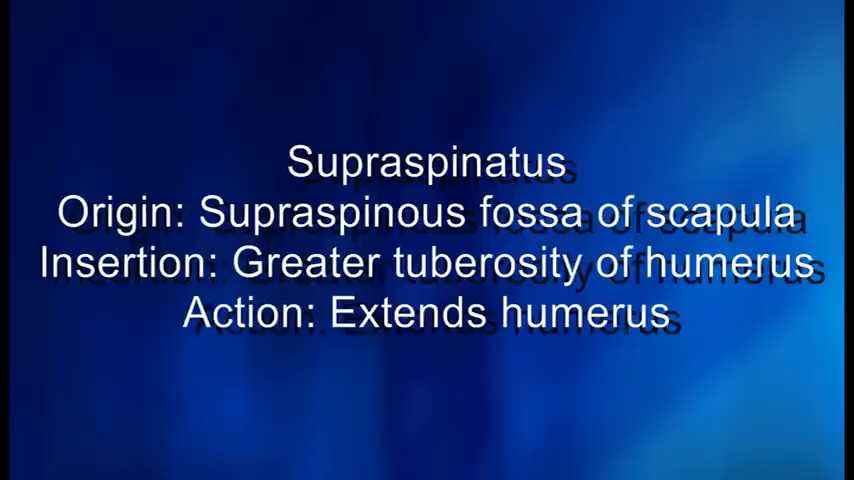 Supraspinatus
Origin: Supraspinous fossa of scapula
Insertion: Greater tuberosity of humerus
Action: Extends humerus